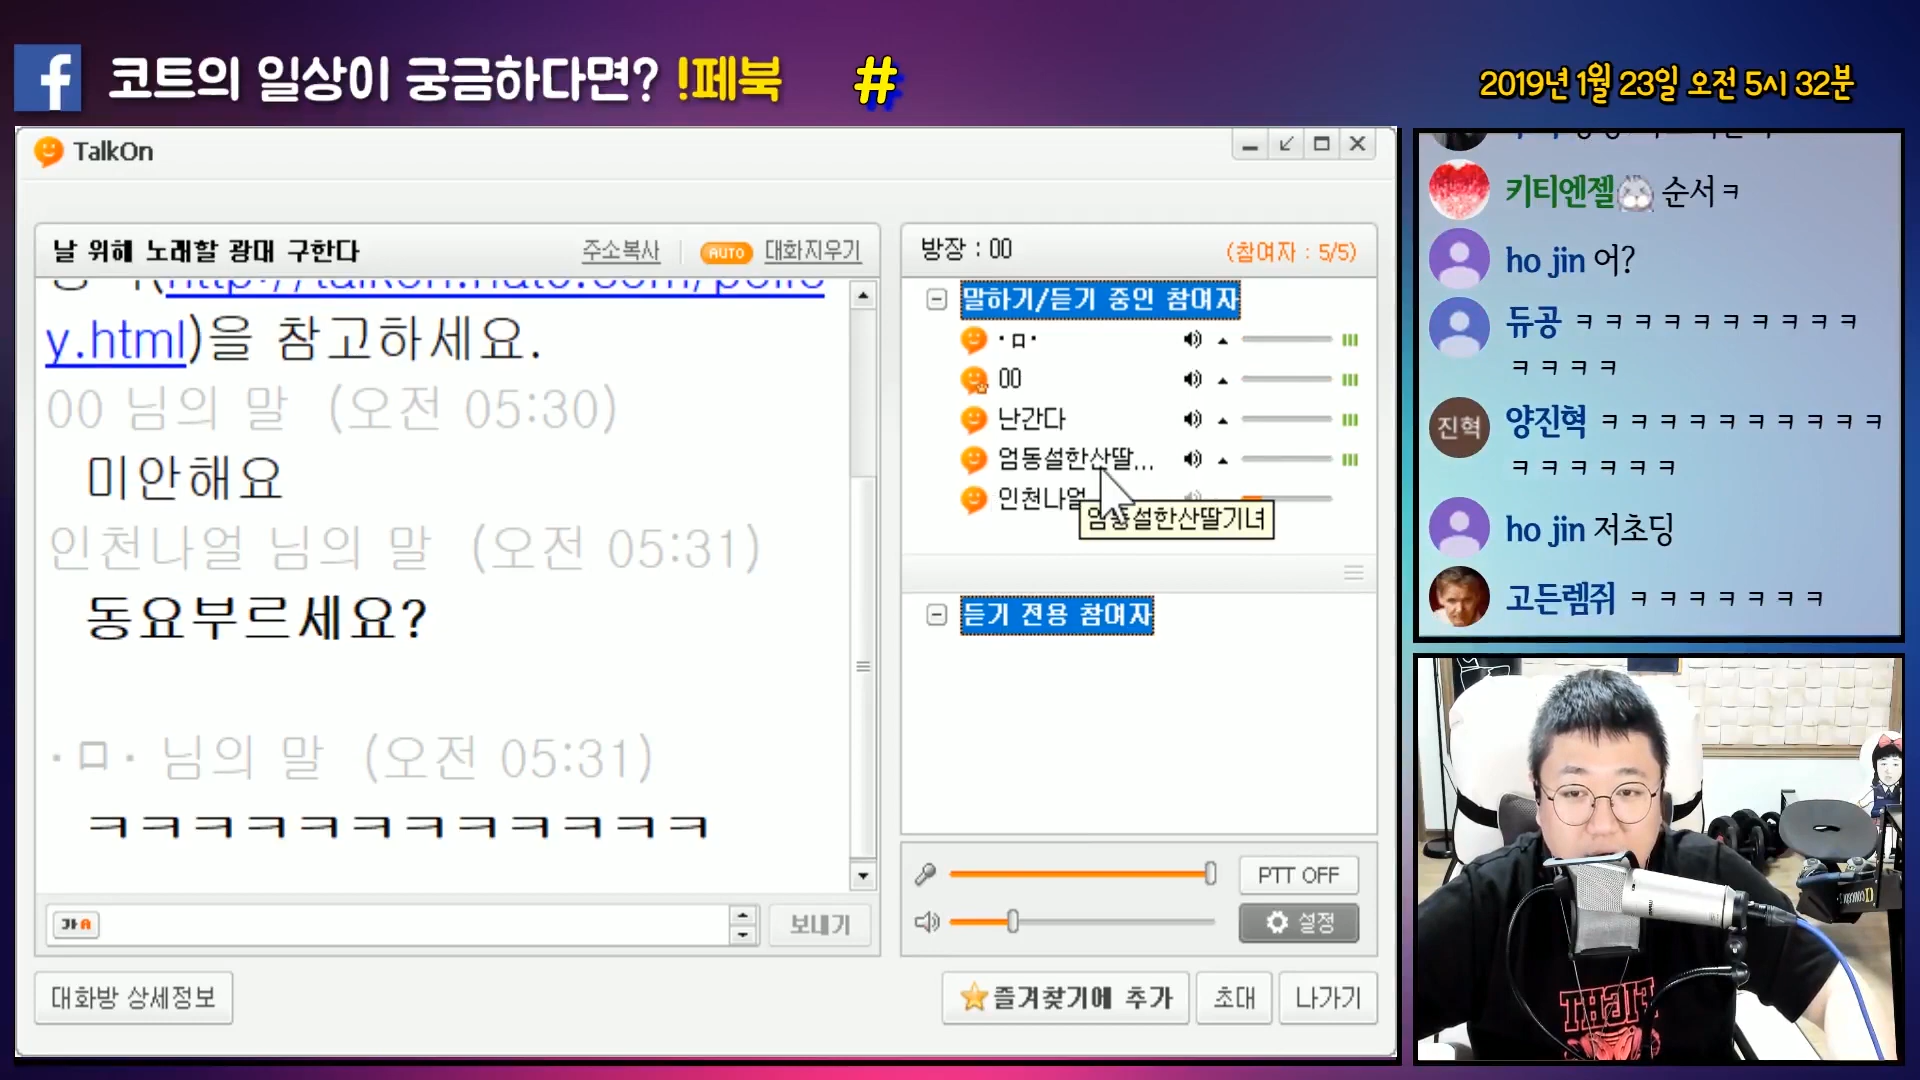 코트의 일상이 궁금하다면? !페북 #
2019년 1월 23일 오전 5시 32분
TalkOn
날 위해 노래할 광대 구한다
주소복사
AUTO
대화지우기
y.html)을 참고하세요.
00 님의 말 (오전 05:30)
미안해요
인천나얼 님의 말 (오전 05:31)
동요부르세요?
·ㅁ· 님의 말 (오전 05:31)
ㅋㅋㅋㅋㅋㅋㅋㅋㅋㅋㅋㅋ
가A
보내기
대화방 상세정보
방장 : 00
(참여자 : 5/5)
말하기/듣기 중인 참여자
·ㅁ·
00
난간다
엄동설한산딸...
인천나얼
듣기 전용 참여자
PTT OFF
설정
즐겨찾기에 추가
초대
나가기
키티엔젤 순서ㅋ
ho jin 어?
듀공 ㅋㅋㅋㅋㅋㅋㅋㅋㅋㅋ
ㅋㅋㅋㅋ
진혁
양진혁 ㅋㅋㅋㅋㅋㅋㅋㅋㅋㅋ
ㅋㅋㅋㅋㅋㅋ
ho jin 저초딩
고든렘쥐 ㅋㅋㅋㅋㅋㅋㅋ